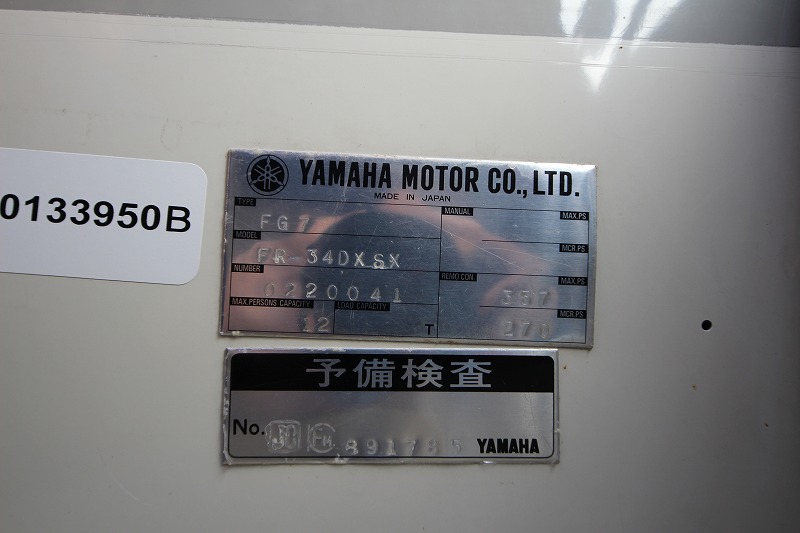 0133950B
YAMAHA MOTOR CO., LTD.
MADE IN JAPAN
TYPE FG7 MANUAL MAX.PS
MODEL FR-34DXSX MCR.PS
NUMBER 0220041 REMO.CON. 357 MAX.PS
MAX.PERSONS CAPACITY 12 LOAD CAPACITY T 270 MCR.PS
予備検査
No. 891785 YAMAHA